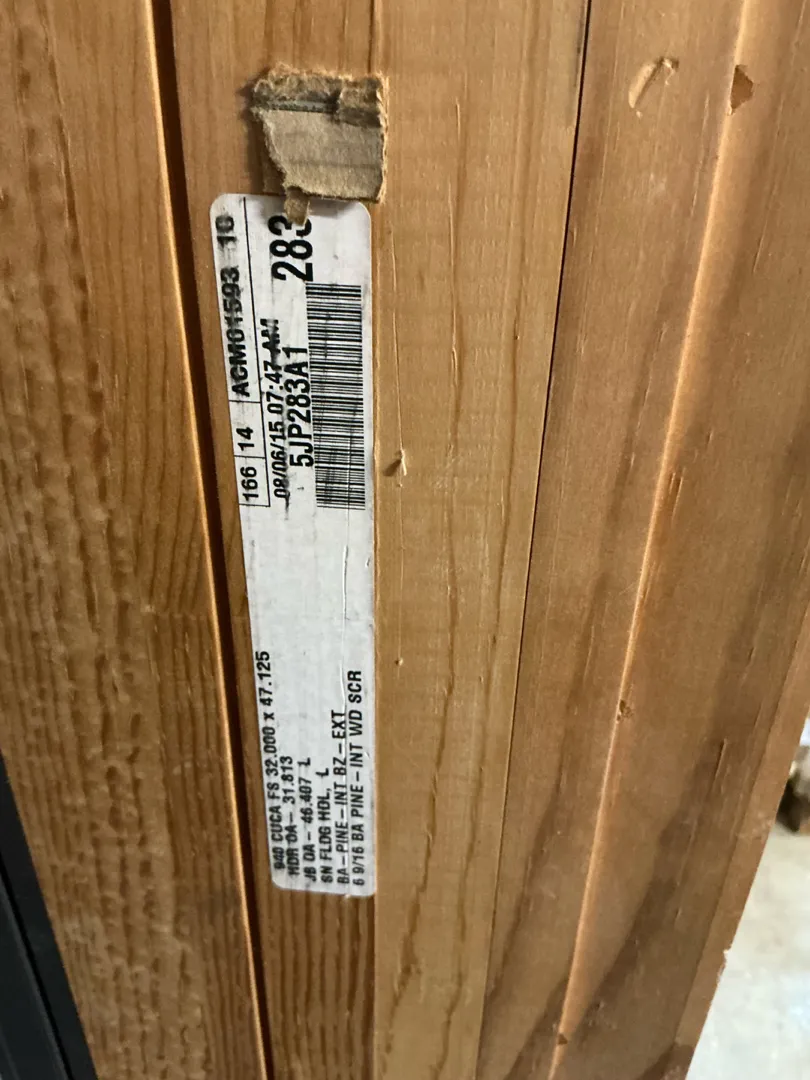 166 14 ACM01593 16
08/06/15 07:47 AM
5JP283A1
283
940 CUCA FS 32.000 x 47.125
HDR OA- 31.813
JB OA- 46.407 L
SN FLDG HDL, L
BA-PINE-INT BZ-EXT
6 9/16 BA PINE-INT WD SCR